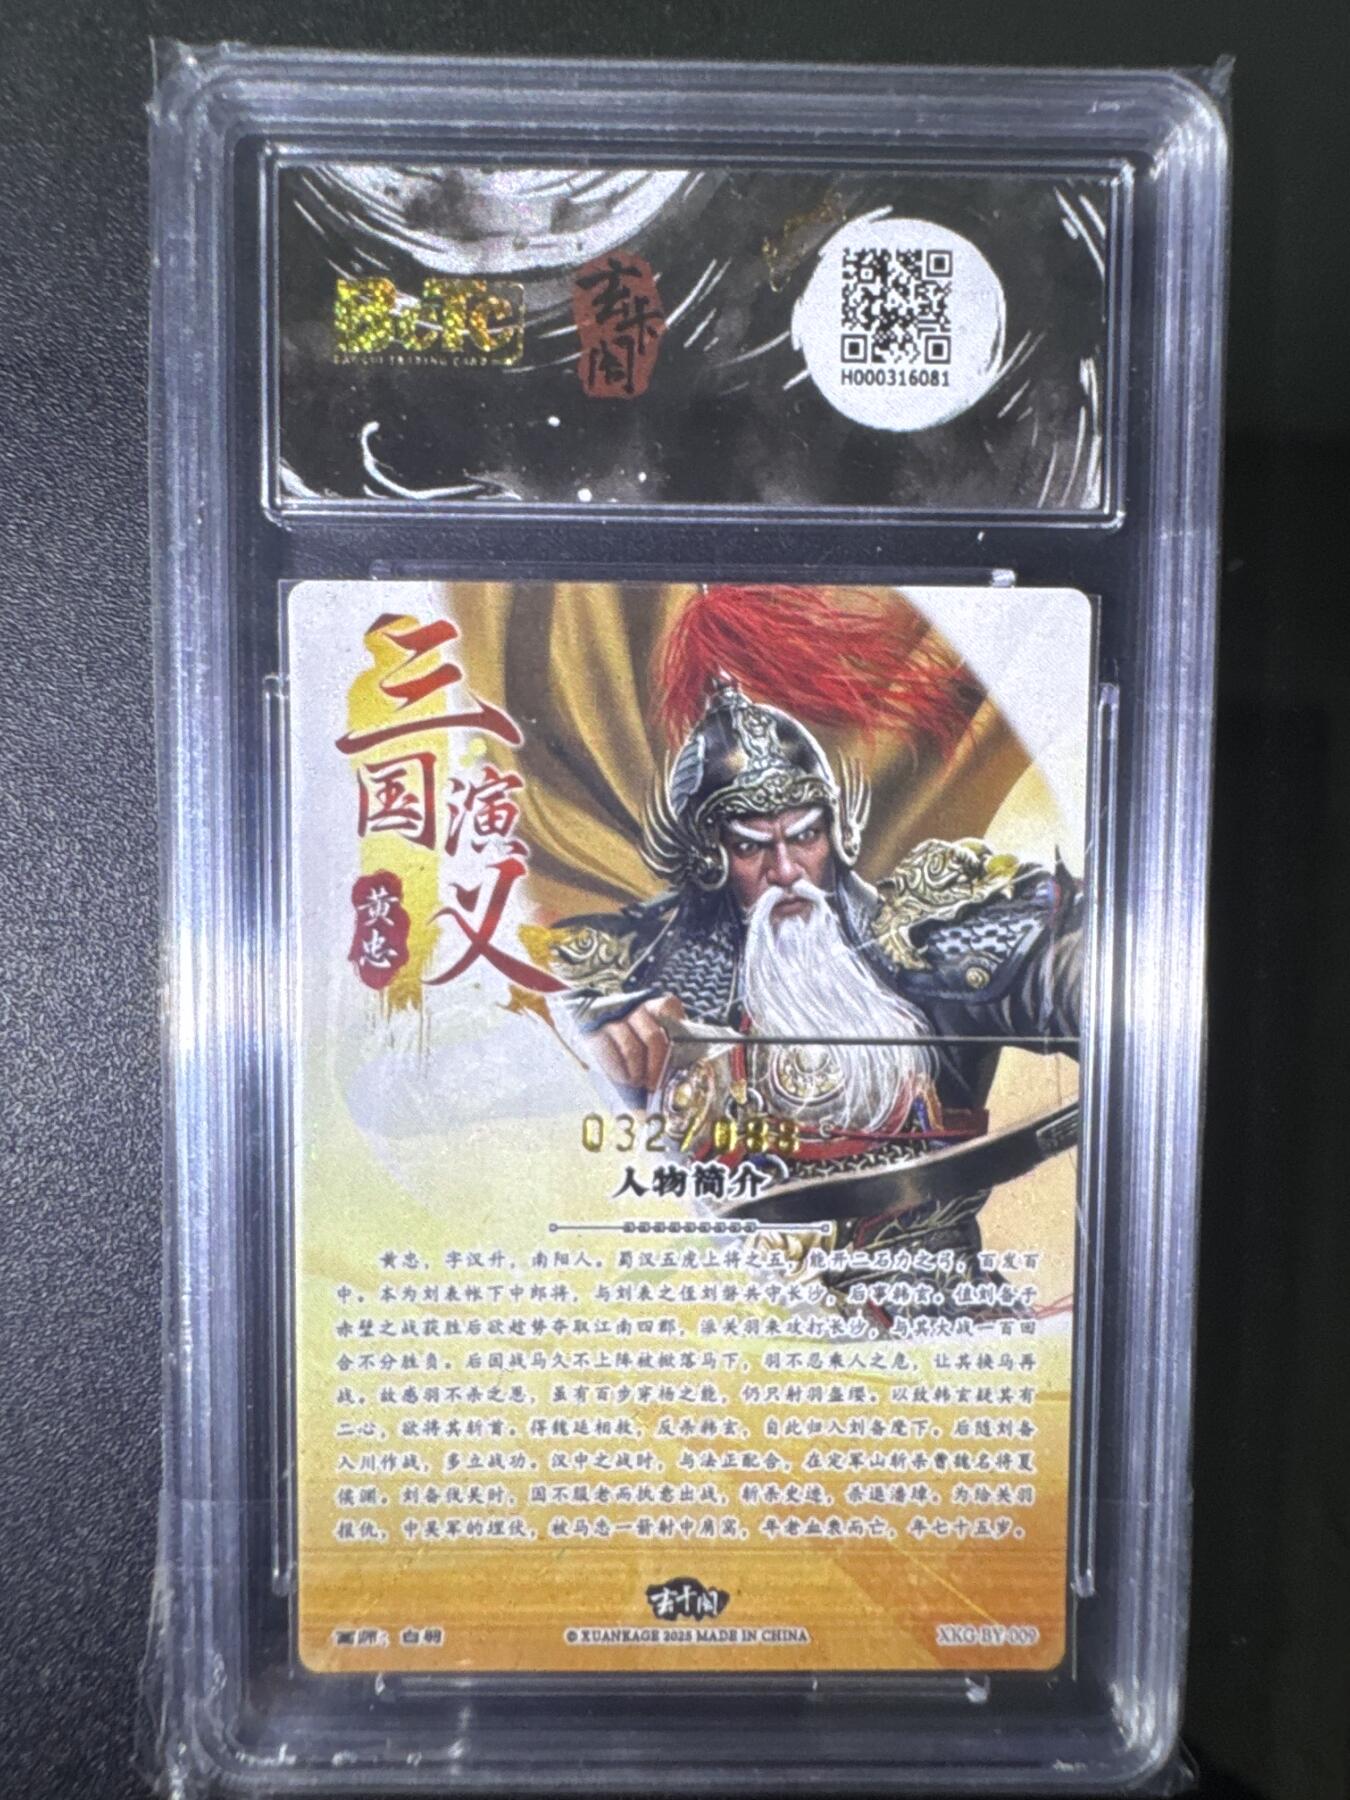 BaTc
玄卡阁
H000316081
三国演义
黄忠
032/088
人物简介
黄忠，字汉升，南阳人。蜀汉五虎上将之五，能开二石力之弓，百发百
中。本为刘表帐下中郎将，与刘表之侄刘磐共守长沙，后事韩玄。值刘备于
赤壁之战获胜后欲趁势夺取江南四郡，派关羽来攻打长沙，与其大战一百回
合不分胜负。后因战马久不上阵被掀落马下，羽不忍乘人之危，让其换马再
战。故感羽不杀之恩，虽有百步穿杨之能，仍只射羽盔缨。以致韩玄疑其有
二心，欲将其斩首。得魏延相救，反杀韩玄，自此归入刘备麾下。后随刘备
入川作战，多立战功。汉中之战时，与法正配合，在定军山斩杀曹魏名将夏
侯渊。刘备伐吴时，因不服老而执意出战，斩杀史迹，杀退潘璋。为给关羽
报仇，中吴军的埋伏，被马忠一箭射中肩窝，年老血衰而亡，年七十五岁。
玄卡阁
画师：白羽
© XUANKAGE 2025 MADE IN CHINA
XKG-BY-009